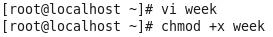 [root@localhost ~]# vi week
[root@localhost ~]# chmod +x week